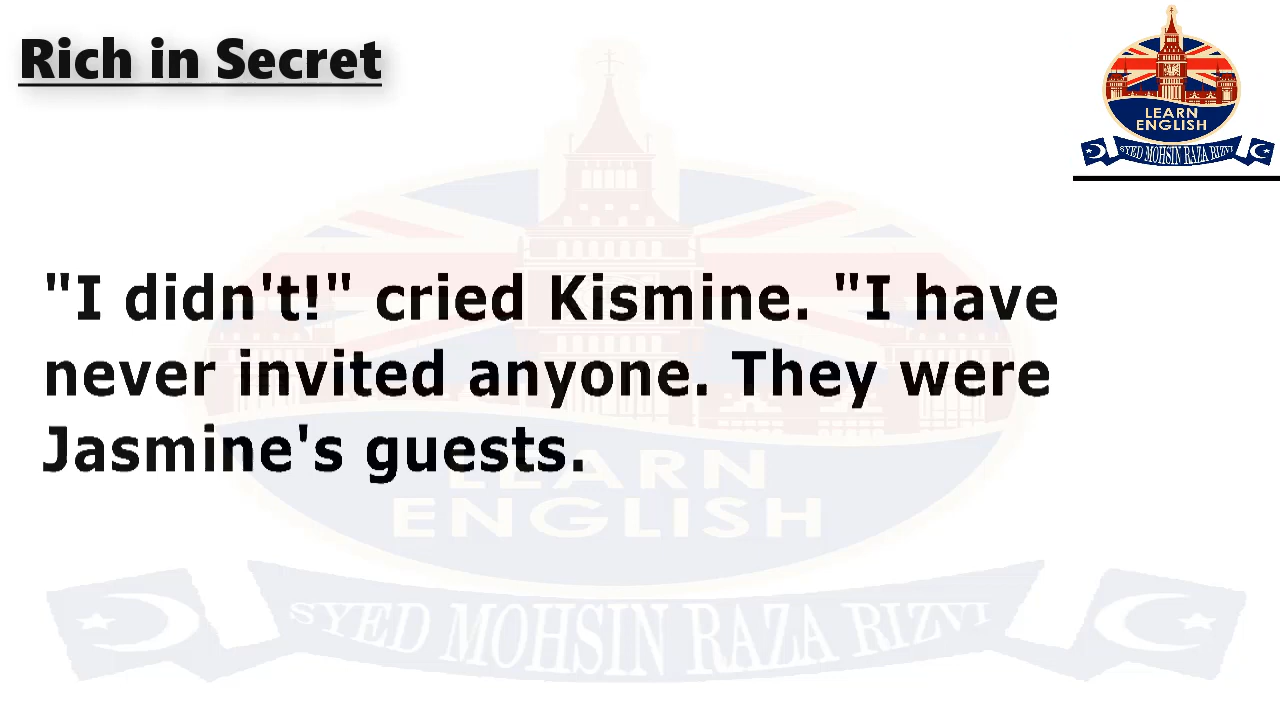 Rich in Secret
LEARN
ENGLISH
SYED MOHSIN RAZA RIZVI
"I didn't!" cried Kismine. "I have
never invited anyone. They were
Jasmine's guests.
LEARN
ENGLISH
SYED MOHSIN RAZA RIZVI